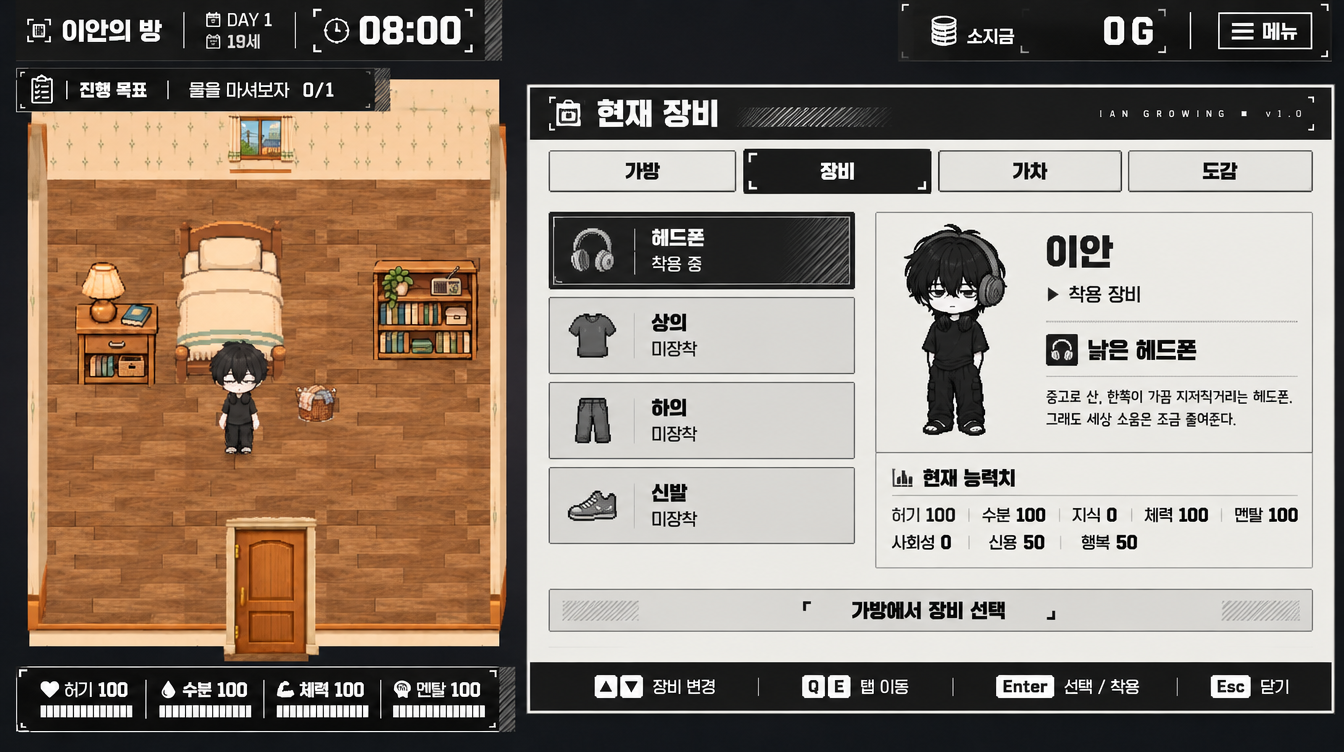 이안의 방
DAY 1
19세
08:00
소지금
0 G
메뉴
진행 목표
물을 마셔보자 0/1
현재 장비
IAN GROWING ■ v1.0
가방
장비
가차
도감
헤드폰
착용 중
상의
미장착
하의
미장착
신발
미장착
이안
▶ 착용 장비
낡은 헤드폰
중고로 산, 한쪽이 가끔 지저직거리는 헤드폰.
그래도 세상 소음은 조금 줄여준다.
현재 능력치
허기 100 수분 100 지식 0 체력 100 멘탈 100
사회성 0 신용 50 행복 50
가방에서 장비 선택
허기 100 수분 100 체력 100 멘탈 100
▲ ▼ 장비 변경 Q E 탭 이동 Enter 선택 / 착용 Esc 닫기